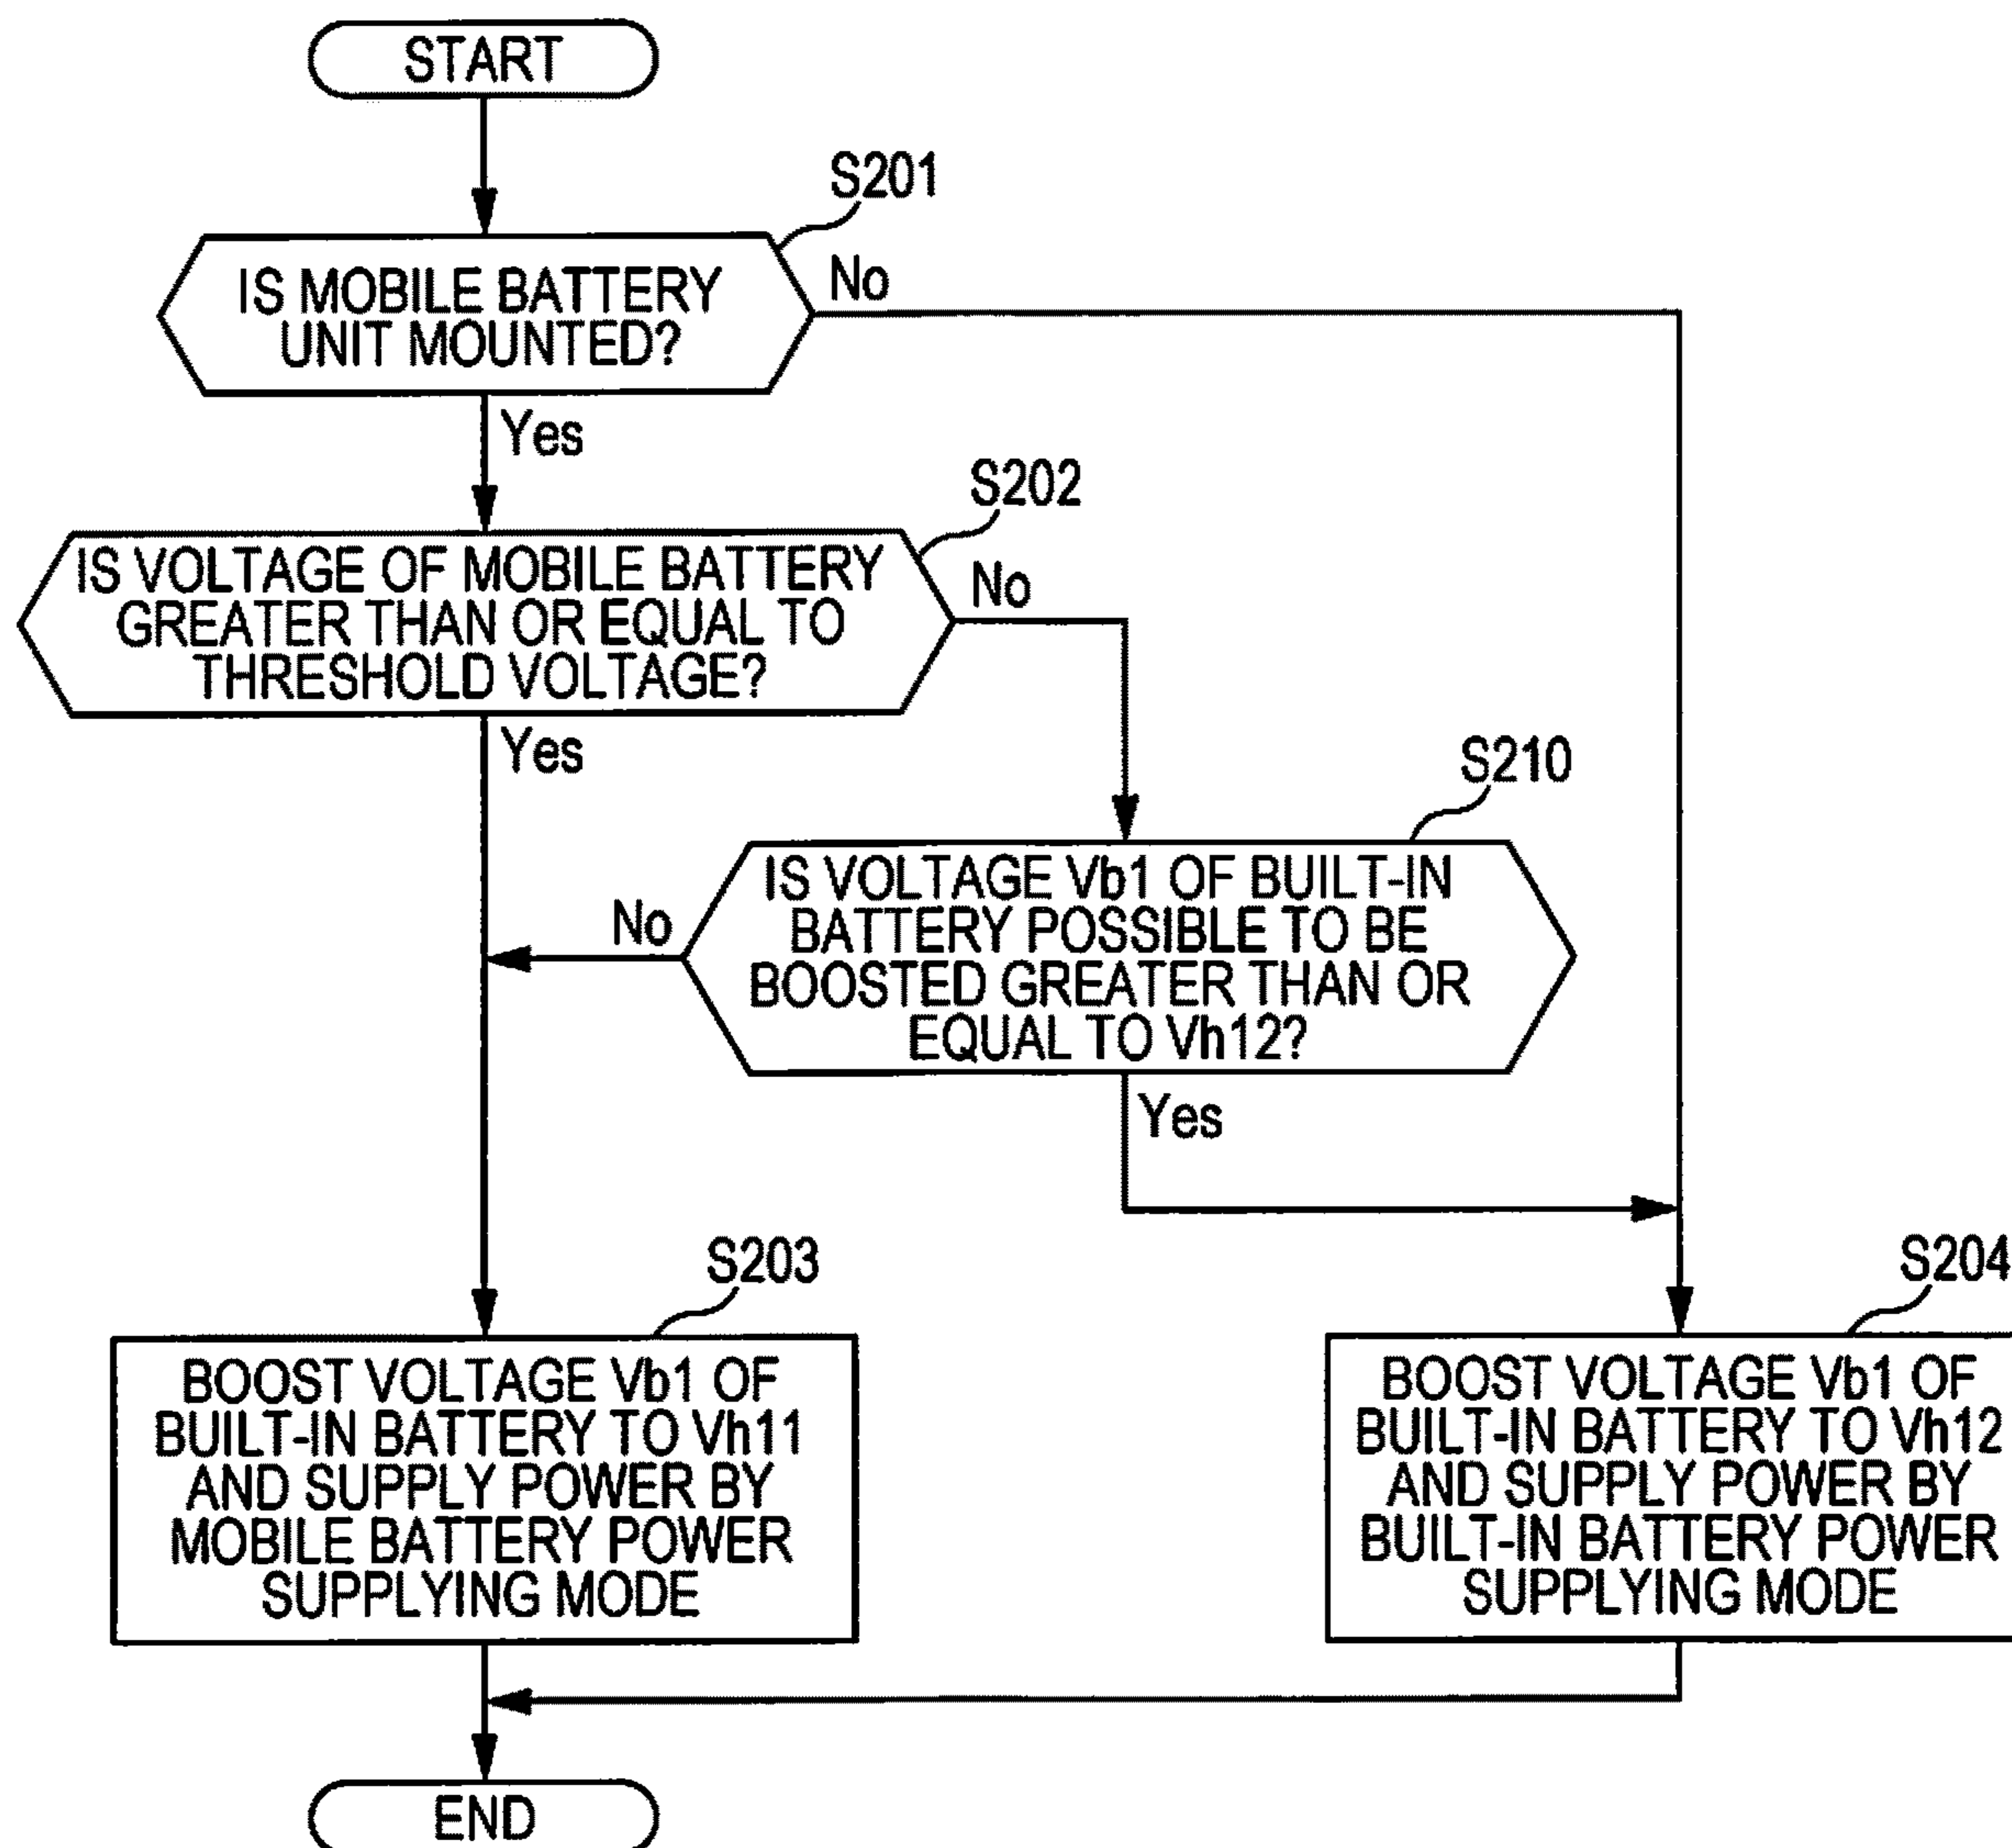 START
S201
IS MOBILE BATTERY
UNIT MOUNTED?
No
Yes
S202
IS VOLTAGE OF MOBILE BATTERY
GREATER THAN OR EQUAL TO
THRESHOLD VOLTAGE?
No
Yes
S210
IS VOLTAGE Vb1 OF BUILT-IN
BATTERY POSSIBLE TO BE
BOOSTED GREATER THAN OR
EQUAL TO Vh12?
No
Yes
S203
BOOST VOLTAGE Vb1 OF
BUILT-IN BATTERY TO Vh11
AND SUPPLY POWER BY
MOBILE BATTERY POWER
SUPPLYING MODE
S204
BOOST VOLTAGE Vb1 OF
BUILT-IN BATTERY TO Vh12
AND SUPPLY POWER BY
BUILT-IN BATTERY POWER
SUPPLYING MODE
END